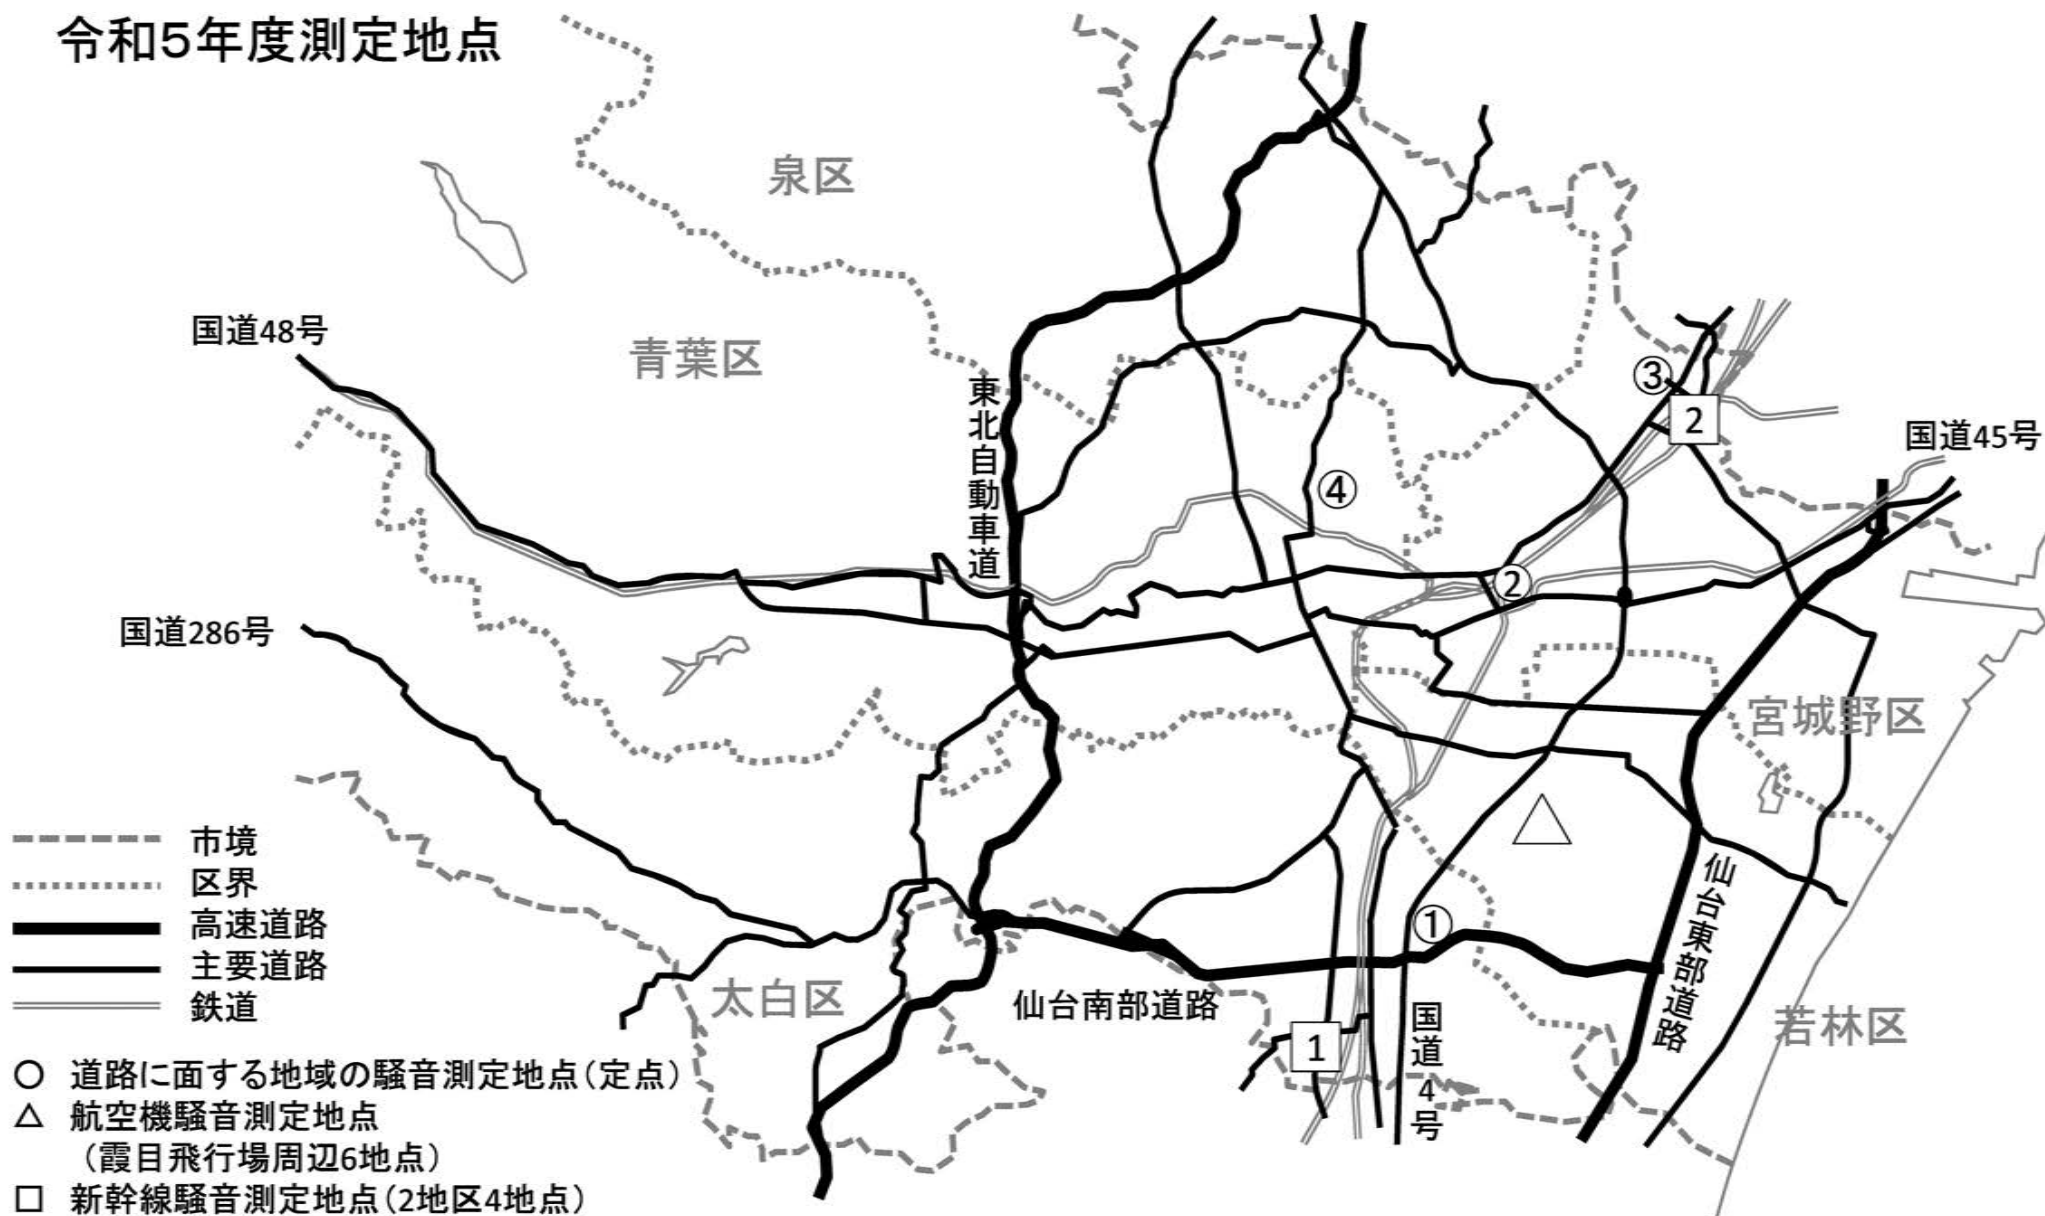 令和5年度測定地点
泉区
国道48号
青葉区
東北自動車道
③
2
国道45号
④
②
国道286号
宮城野区
市境
区界
高速道路
主要道路
鉄道
仙台東部道路
①
太白区
仙台南部道路
国道4号
若林区
1
○ 道路に面する地域の騒音測定地点(定点)
△ 航空機騒音測定地点
(霞目飛行場周辺6地点)
□ 新幹線騒音測定地点(2地区4地点)